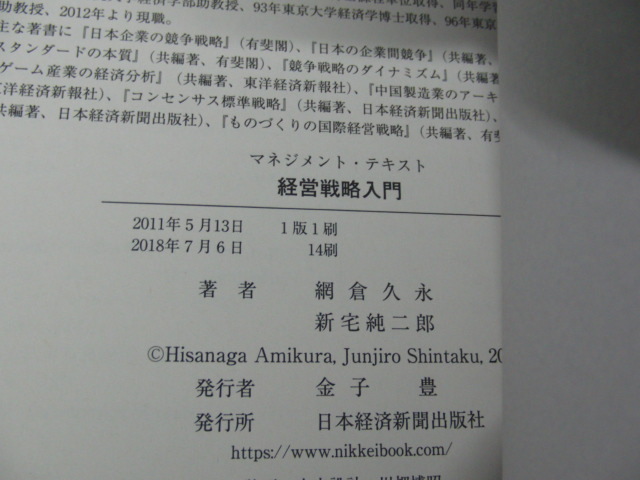 助教授、2012年より現職。
主な著書に『日本企業の競争戦略』(有斐閣)、『日本の企業間競争』(共編著、
スタンダードの本質』(共編著、有斐閣)、『競争戦略のダイナミズム』(共編著
ゲーム産業の経済分析』(共編著、東洋経済新報社)、『中国製造業のアーキ
洋経済新報社)、『コンセンサス標準戦略』(共編著、日本経済新聞出版社)、
共編著、日本経済新聞出版社)、『ものづくりの国際経営戦略』(共編著、有斐
マネジメント・テキスト
経営戦略入門
2011年5月13日 1版1刷
2018年7月6日 14刷
著者 網倉久永
新宅純二郎
©Hisanaga Amikura, Junjiro Shintaku, 20
発行者 金子豊
発行所 日本経済新聞出版社
https://www.nikkeibook.com/